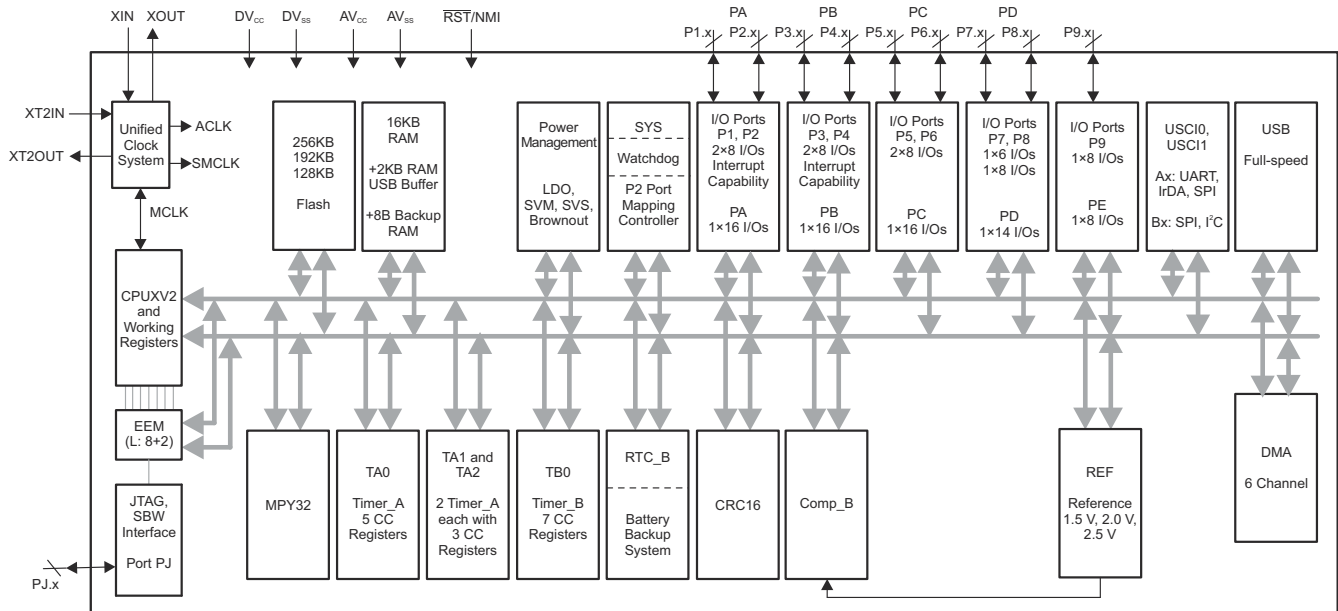 XIN XOUT DVCC DVSS AVCC AVSS RST/NMI PA PB PC PD
P1.x P2.x P3.x P4.x P5.x P6.x P7.x P8.x P9.x
XT2IN
XT2OUT
Unified
Clock
System
ACLK
SMCLK
MCLK
256KB
192KB
128KB
Flash
16KB
RAM
+2KB RAM
USB Buffer
+8B Backup
RAM
Power
Management
LDO,
SVM, SVS,
Brownout
SYS
Watchdog
P2 Port
Mapping
Controller
I/O Ports
P1, P2
2×8 I/Os
Interrupt
Capability
PA
1×16 I/Os
I/O Ports
P3, P4
2×8 I/Os
Interrupt
Capability
PB
1×16 I/Os
I/O Ports
P5, P6
2×8 I/Os
PC
1×16 I/Os
I/O Ports
P7, P8
1×6 I/Os
1×8 I/Os
PD
1×14 I/Os
I/O Ports
P9
1×8 I/Os
PE
1×8 I/Os
USCI0,
USCI1
Ax: UART,
IrDA, SPI
Bx: SPI, I²C
USB
Full-speed
CPUXV2
and
Working
Registers
EEM
(L: 8+2)
JTAG,
SBW
Interface
Port PJ
PJ.x
MPY32
TA0
Timer_A
5 CC
Registers
TA1 and
TA2
2 Timer_A
each with
3 CC
Registers
TB0
Timer_B
7 CC
Registers
RTC_B
Battery
Backup
System
CRC16
Comp_B
REF
Reference
1.5 V, 2.0 V,
2.5 V
DMA
6 Channel